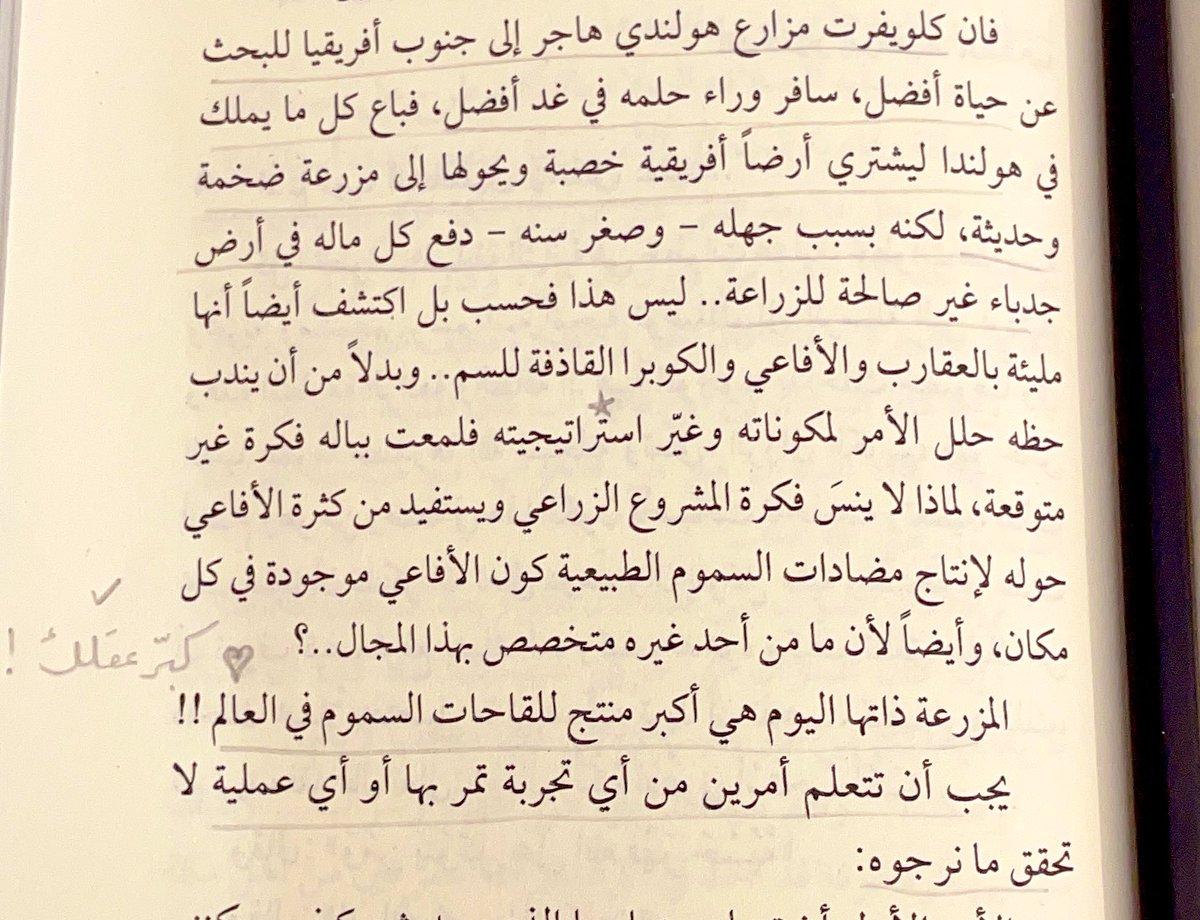 فان كلويفرت مزارع هولندي هاجر إلى جنوب أفريقيا للبحث
عن حياة أفضل، سافر وراء حلمه في غد أفضل، فباع كل ما يملك
في هولندا ليشتري أرضاً أفريقية خصبة ويحولها إلى مزرعة ضخمة
وحديثة، لكنه بسبب جهله - وصغر سنه - دفع كل ماله في أرض
جدباء غير صالحة للزراعة.. ليس هذا فحسب بل اكتشف أيضاً أنها
مليئة بالعقارب والأفاعي والكوبرا القاذفة للسم.. وبدلاً من أن يندب
حظه حلل الأمر لمكوناته وغيّر استراتيجيته فلمعت بباله فكرة غير
متوقعة، لماذا لا ينسَ فكرة المشروع الزراعي ويستفيد من كثرة الأفاعي
حوله لإنتاج مضادات السموم الطبيعية كون الأفاعي موجودة في كل
مكان، وأيضاً لأن ما من أحد غيره متخصص بهذا المجال..؟
كبّر عقلك !
المزرعة ذاتها اليوم هي أكبر منتج للقاحات السموم في العالم !!
يجب أن تتعلم أمرين من أي تجربة تمر بها أو أي عملية لا
تحقق ما نرجوه: